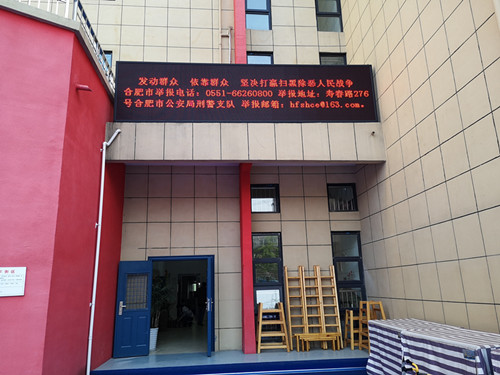 发动群众 依靠群众 坚决打赢扫黑除恶人民战争
合肥市举报电话：0551-66260800 举报地址：寿春路276
号合肥市公安局刑警支队 举报邮箱：hfshce@163.com。